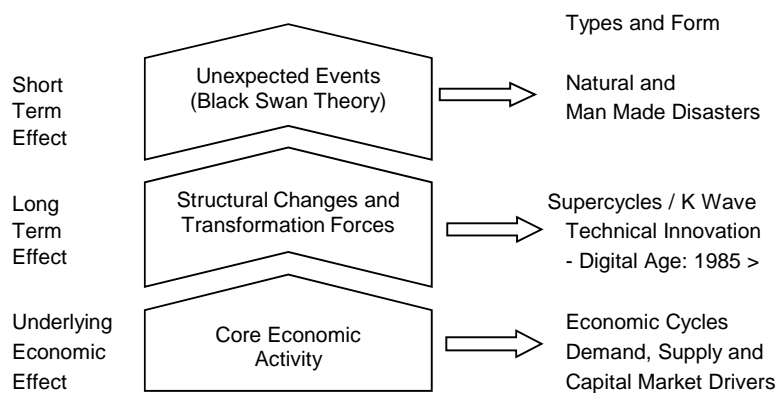 Types and Form
Short
Term
Effect
Unexpected Events
(Black Swan Theory)
Natural and
Man Made Disasters
Long
Term
Effect
Structural Changes and
Transformation Forces
Supercycles / K Wave
Technical Innovation
- Digital Age: 1985 >
Underlying
Economic
Effect
Core Economic
Activity
Economic Cycles
Demand, Supply and
Capital Market Drivers